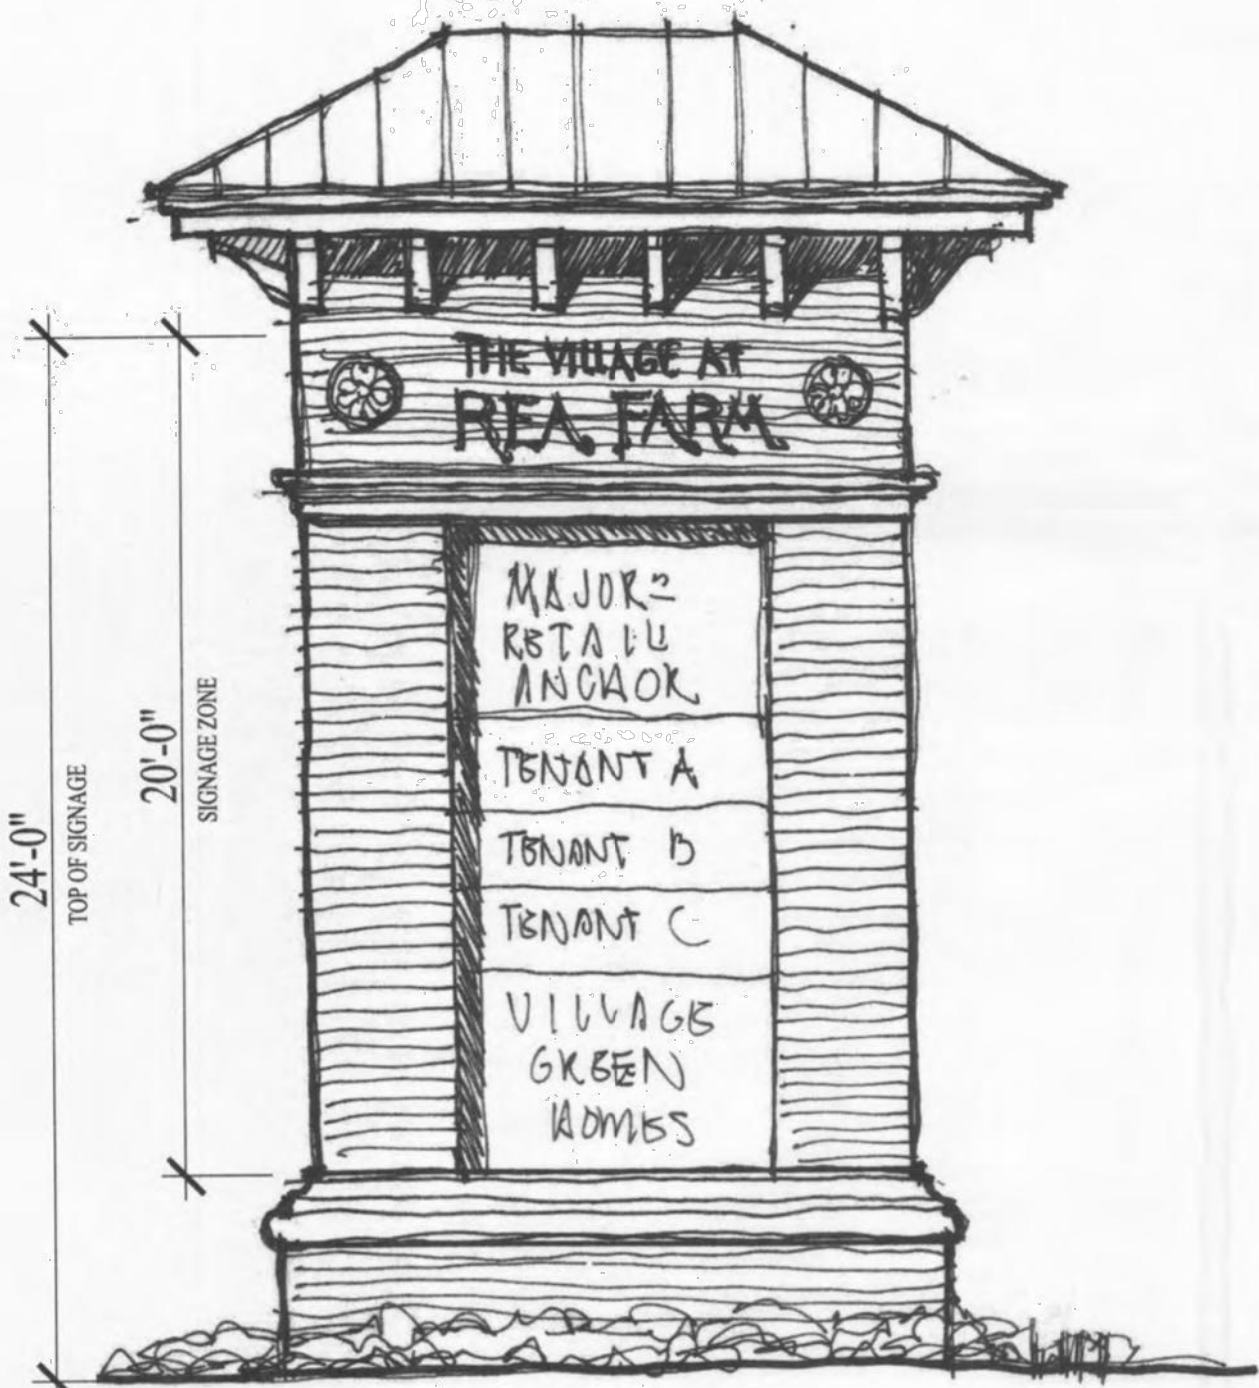 THE VILLAGE AT
REA FARM
MAJOR
RETAIL
ANCHOR
TENANT A
TENANT B
TENANT C
VILLAGE
GREEN
HOMES
24'-0"
TOP OF SIGNAGE
20'-0"
SIGNAGE ZONE